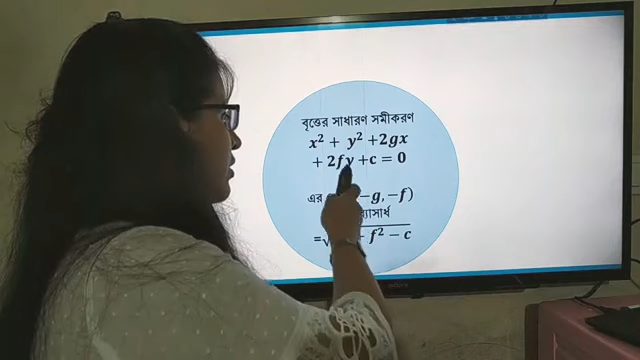 বৃত্তের সাধারণ সমীকরণ
x² + y² +2gx
+ 2fy +c = 0
এর −g, −f)
= f² − c